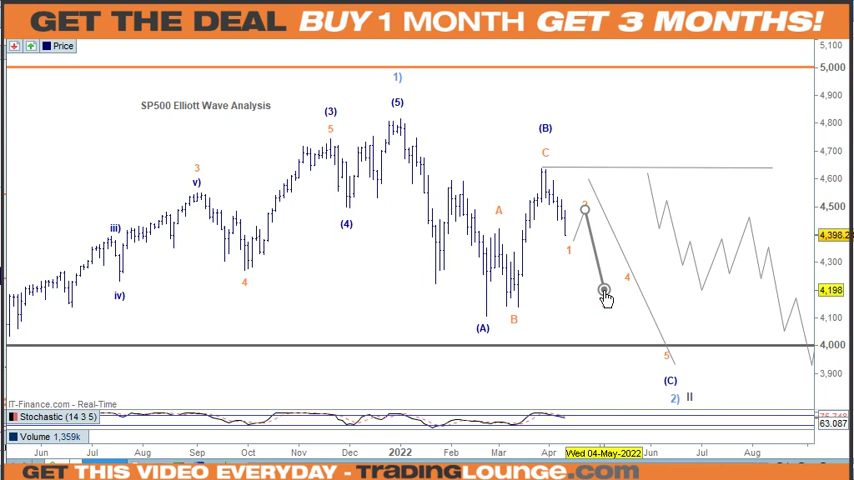 GET THE DEAL BUY 1 MONTH GET 3 MONTHS!
Price
5,100
5,000
4,900
4,800
4,700
4,600
4,500
4,398.2
4,300
4,198
4,100
4,000
3,900
63.087
SP500 Elliott Wave Analysis
1)
(5)
(3)
5
(B)
C
3
v)
A
2
iii)
(4)
1
4
4
iv)
B
(A)
5
(C)
2) II
IT-Finance.com - Real-Time
Stochastic (14 3 5)
Volume 1,359k
Jun Jul Aug Sep Oct Nov Dec 2022 Feb Mar Apr Wed 04-May-2022 Jun Jul Aug
GET THIS VIDEO EVERYDAY - TRADINGLOUNGE.COM